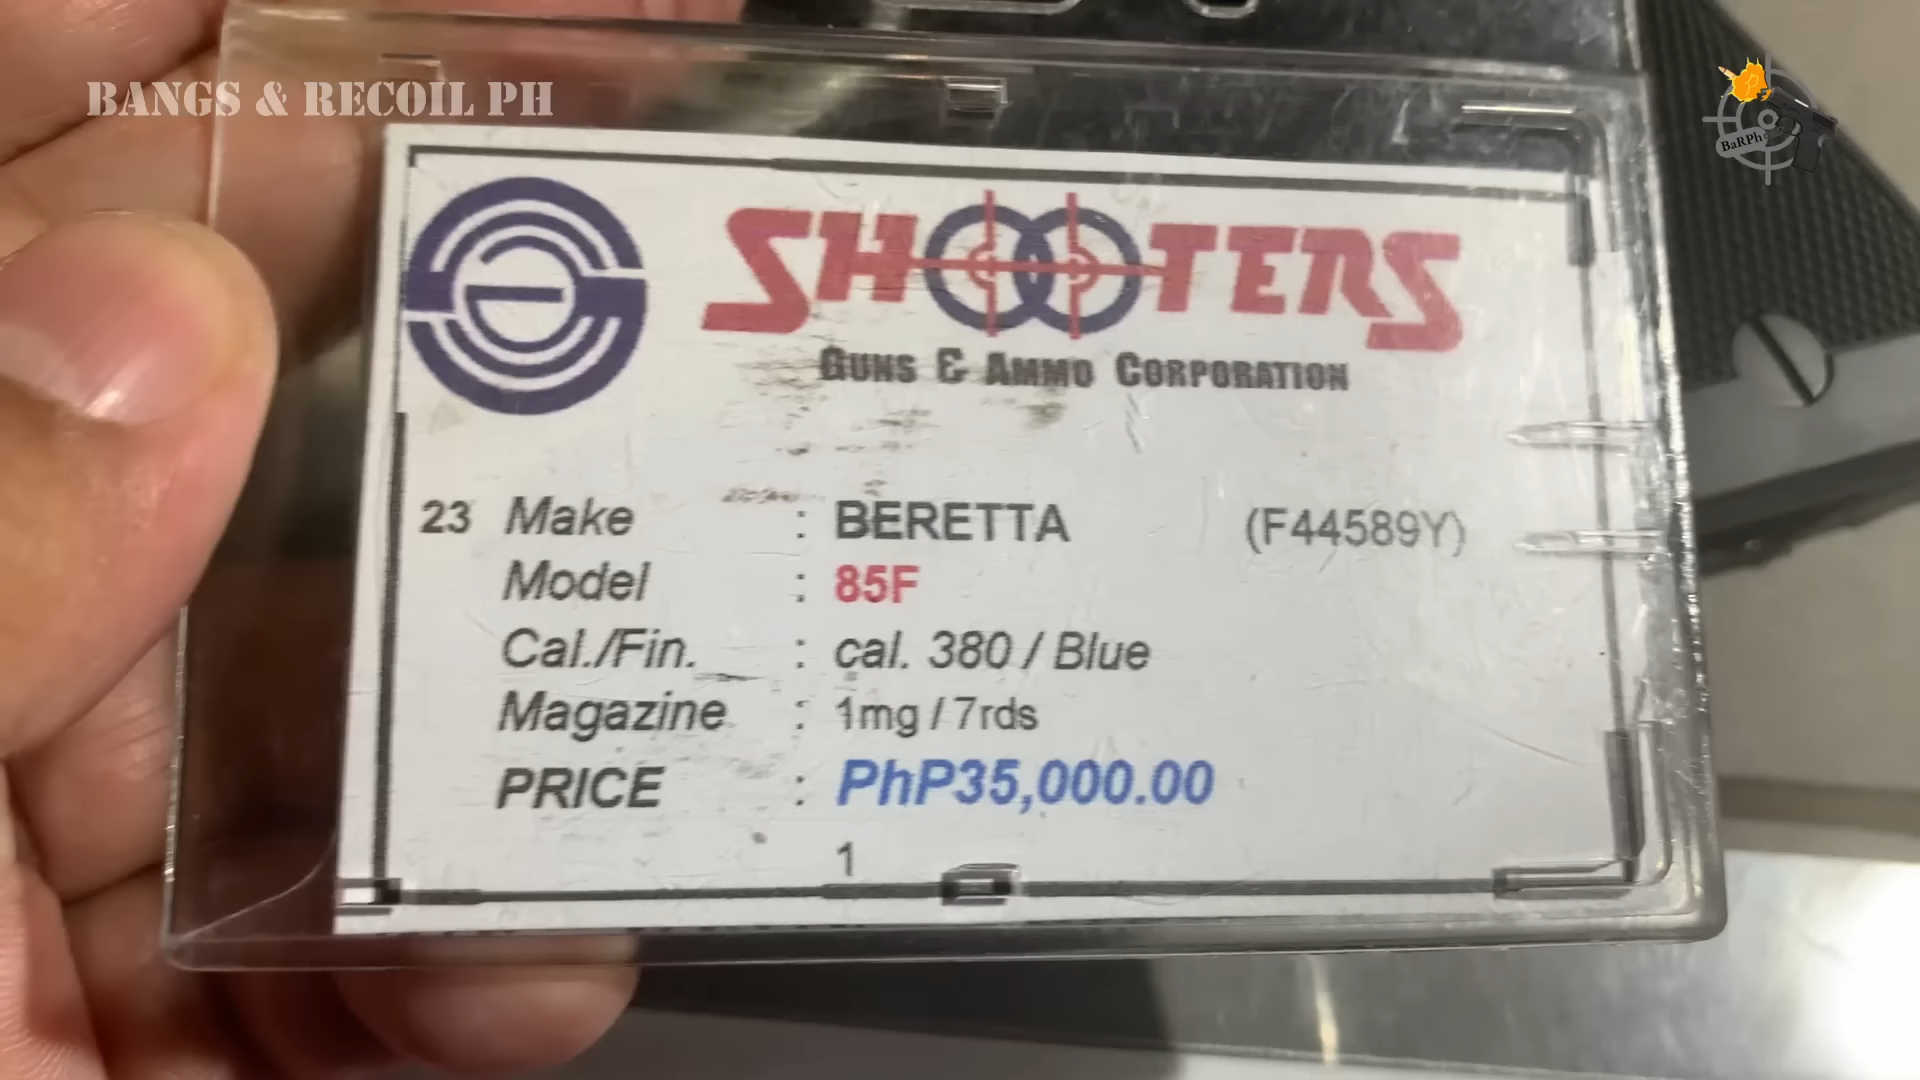 BANGS & RECOIL PH
BaRPh
SHOOTERS
GUNS & AMMO CORPORATION
23 Make : BERETTA (F44589Y)
Model : 85F
Cal./Fin. : cal. 380 / Blue
Magazine : 1mg / 7rds
PRICE : PhP35,000.00
1